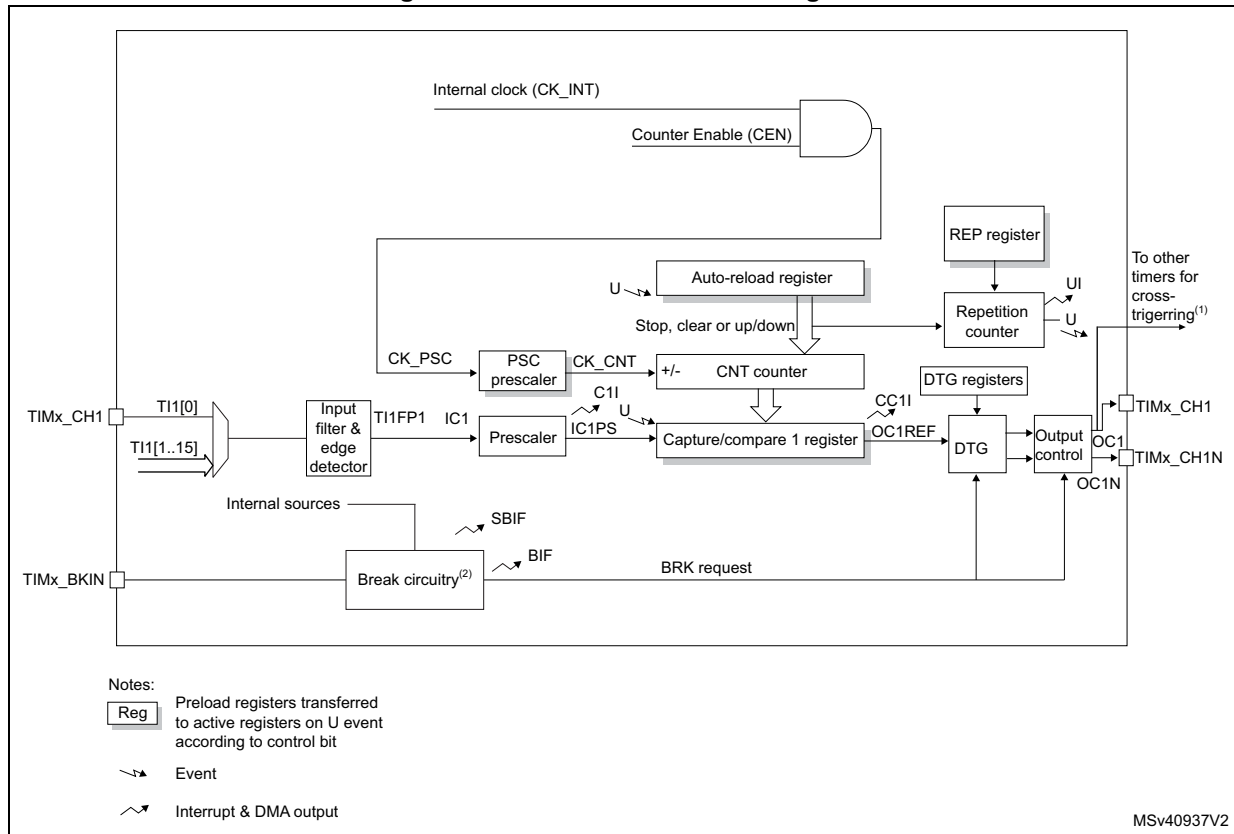 Internal clock (CK_INT)
Counter Enable (CEN)
REP register
To other
timers for
cross-
trigerring(1)
Auto-reload register
U
UI
Repetition
counter
U
Stop, clear or up/down
CK_PSC
PSC
prescaler
CK_CNT
+/-
CNT counter
DTG registers
TIMx_CH1
TI1[0]
TI1[1..15]
Input
filter &
edge
detector
TI1FP1
IC1
Prescaler
C1I
IC1PS
U
Capture/compare 1 register
CC1I
OC1REF
DTG
Output
control
OC1
TIMx_CH1
TIMx_CH1N
OC1N
Internal sources
SBIF
BIF
TIMx_BKIN
Break circuitry(2)
BRK request
Notes:
Reg
Preload registers transferred
to active registers on U event
according to control bit
Event
Interrupt & DMA output
MSv40937V2